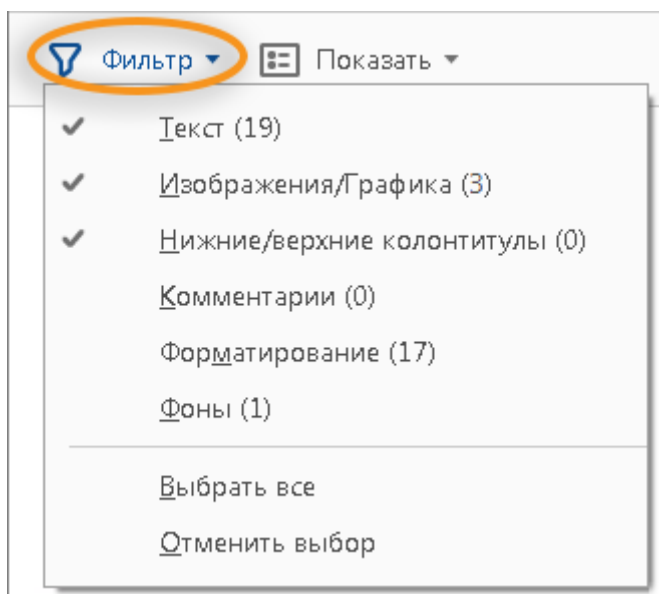 Фильтр Показать
Текст (19)
Изображения/Графика (3)
Нижние/верхние колонтитулы (0)
Комментарии (0)
Форматирование (17)
Фоны (1)
Выбрать все
Отменить выбор